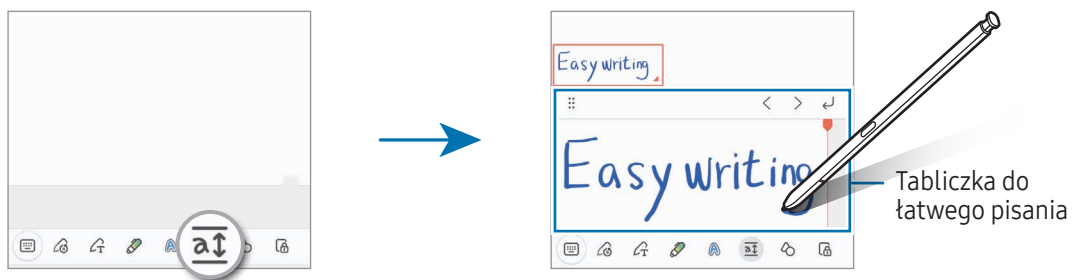 Easy writing
Easy writing
Tabliczka do
łatwego pisania